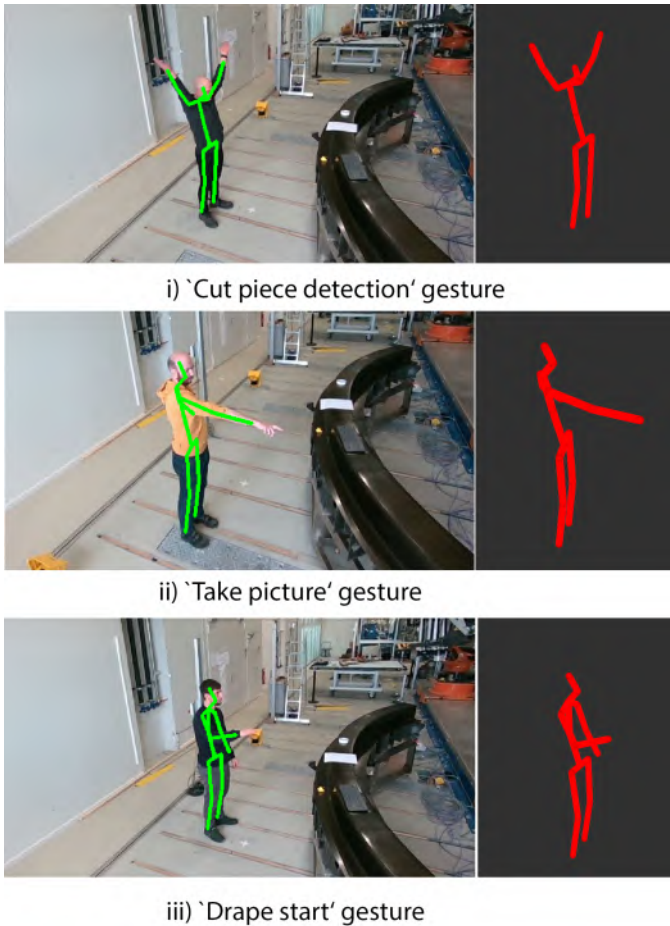 i) `Cut piece detection‘ gesture
ii) `Take picture‘ gesture
iii) `Drape start‘ gesture